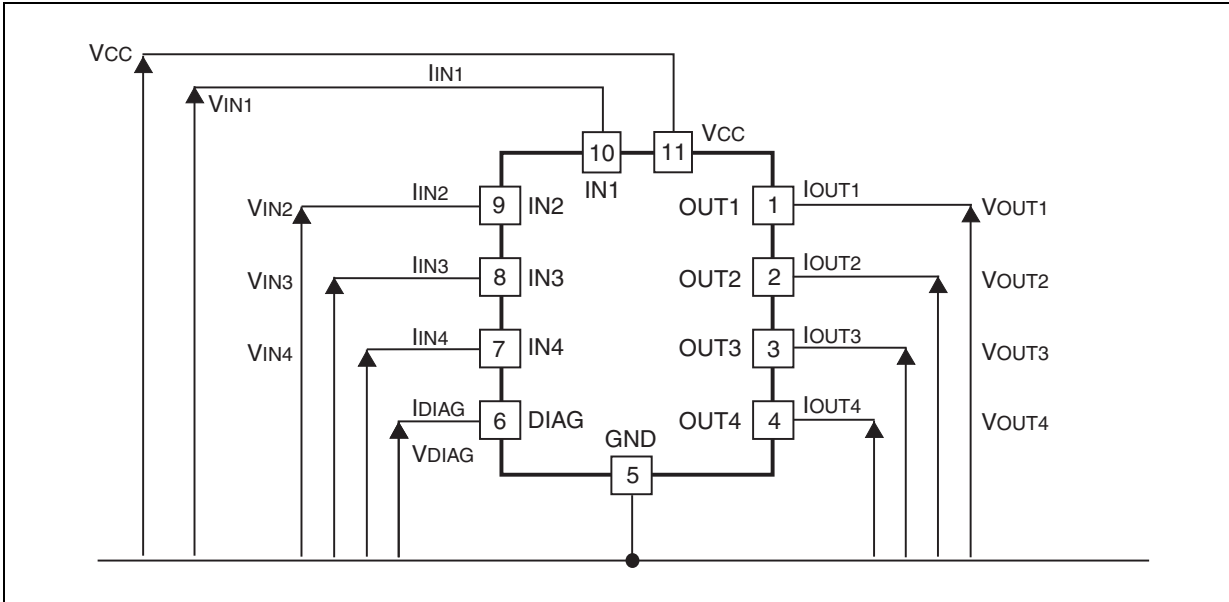 VCC
IIN1
VIN1
VCC
10
11
IN1
VIN2
IIN2
9
IN2
OUT1
1
IOUT1
VOUT1
VIN3
IIN3
8
IN3
OUT2
2
IOUT2
VOUT2
VIN4
IIN4
7
IN4
OUT3
3
IOUT3
VOUT3
IDIAG
6
DIAG
OUT4
4
IOUT4
VOUT4
VDIAG
GND
5